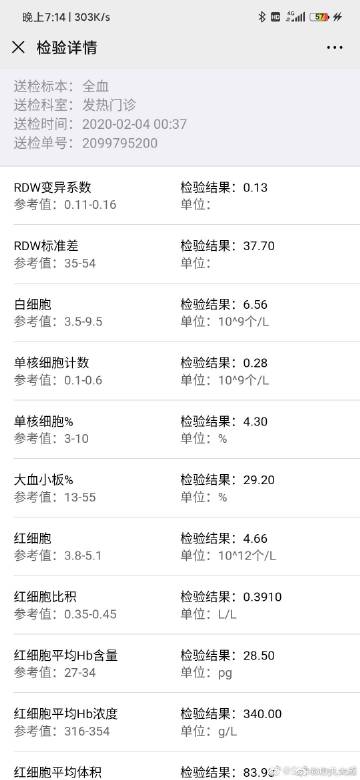 晚上7:14 | 303K/s
HD
4G
57
检验详情
送检标本：全血
送检科室：发热门诊
送检时间：2020-02-04 00:37
送检单号：2099795200
RDW变异系数 检验结果：0.13
参考值：0.11-0.16 单位：
RDW标准差 检验结果：37.70
参考值：35-54 单位：
白细胞 检验结果：6.56
参考值：3.5-9.5 单位：10^9个/L
单核细胞计数 检验结果：0.28
参考值：0.1-0.6 单位：10^9个/L
单核细胞% 检验结果：4.30
参考值：3-10 单位：%
大血小板% 检验结果：29.20
参考值：13-55 单位：%
红细胞 检验结果：4.66
参考值：3.8-5.1 单位：10^12个/L
红细胞比积 检验结果：0.3910
参考值：0.35-0.45 单位：L/L
红细胞平均Hb含量 检验结果：28.50
参考值：27-34 单位：pg
红细胞平均Hb浓度 检验结果：340.00
参考值：316-354 单位：g/L
红细胞平均体积 检验结果：83.9